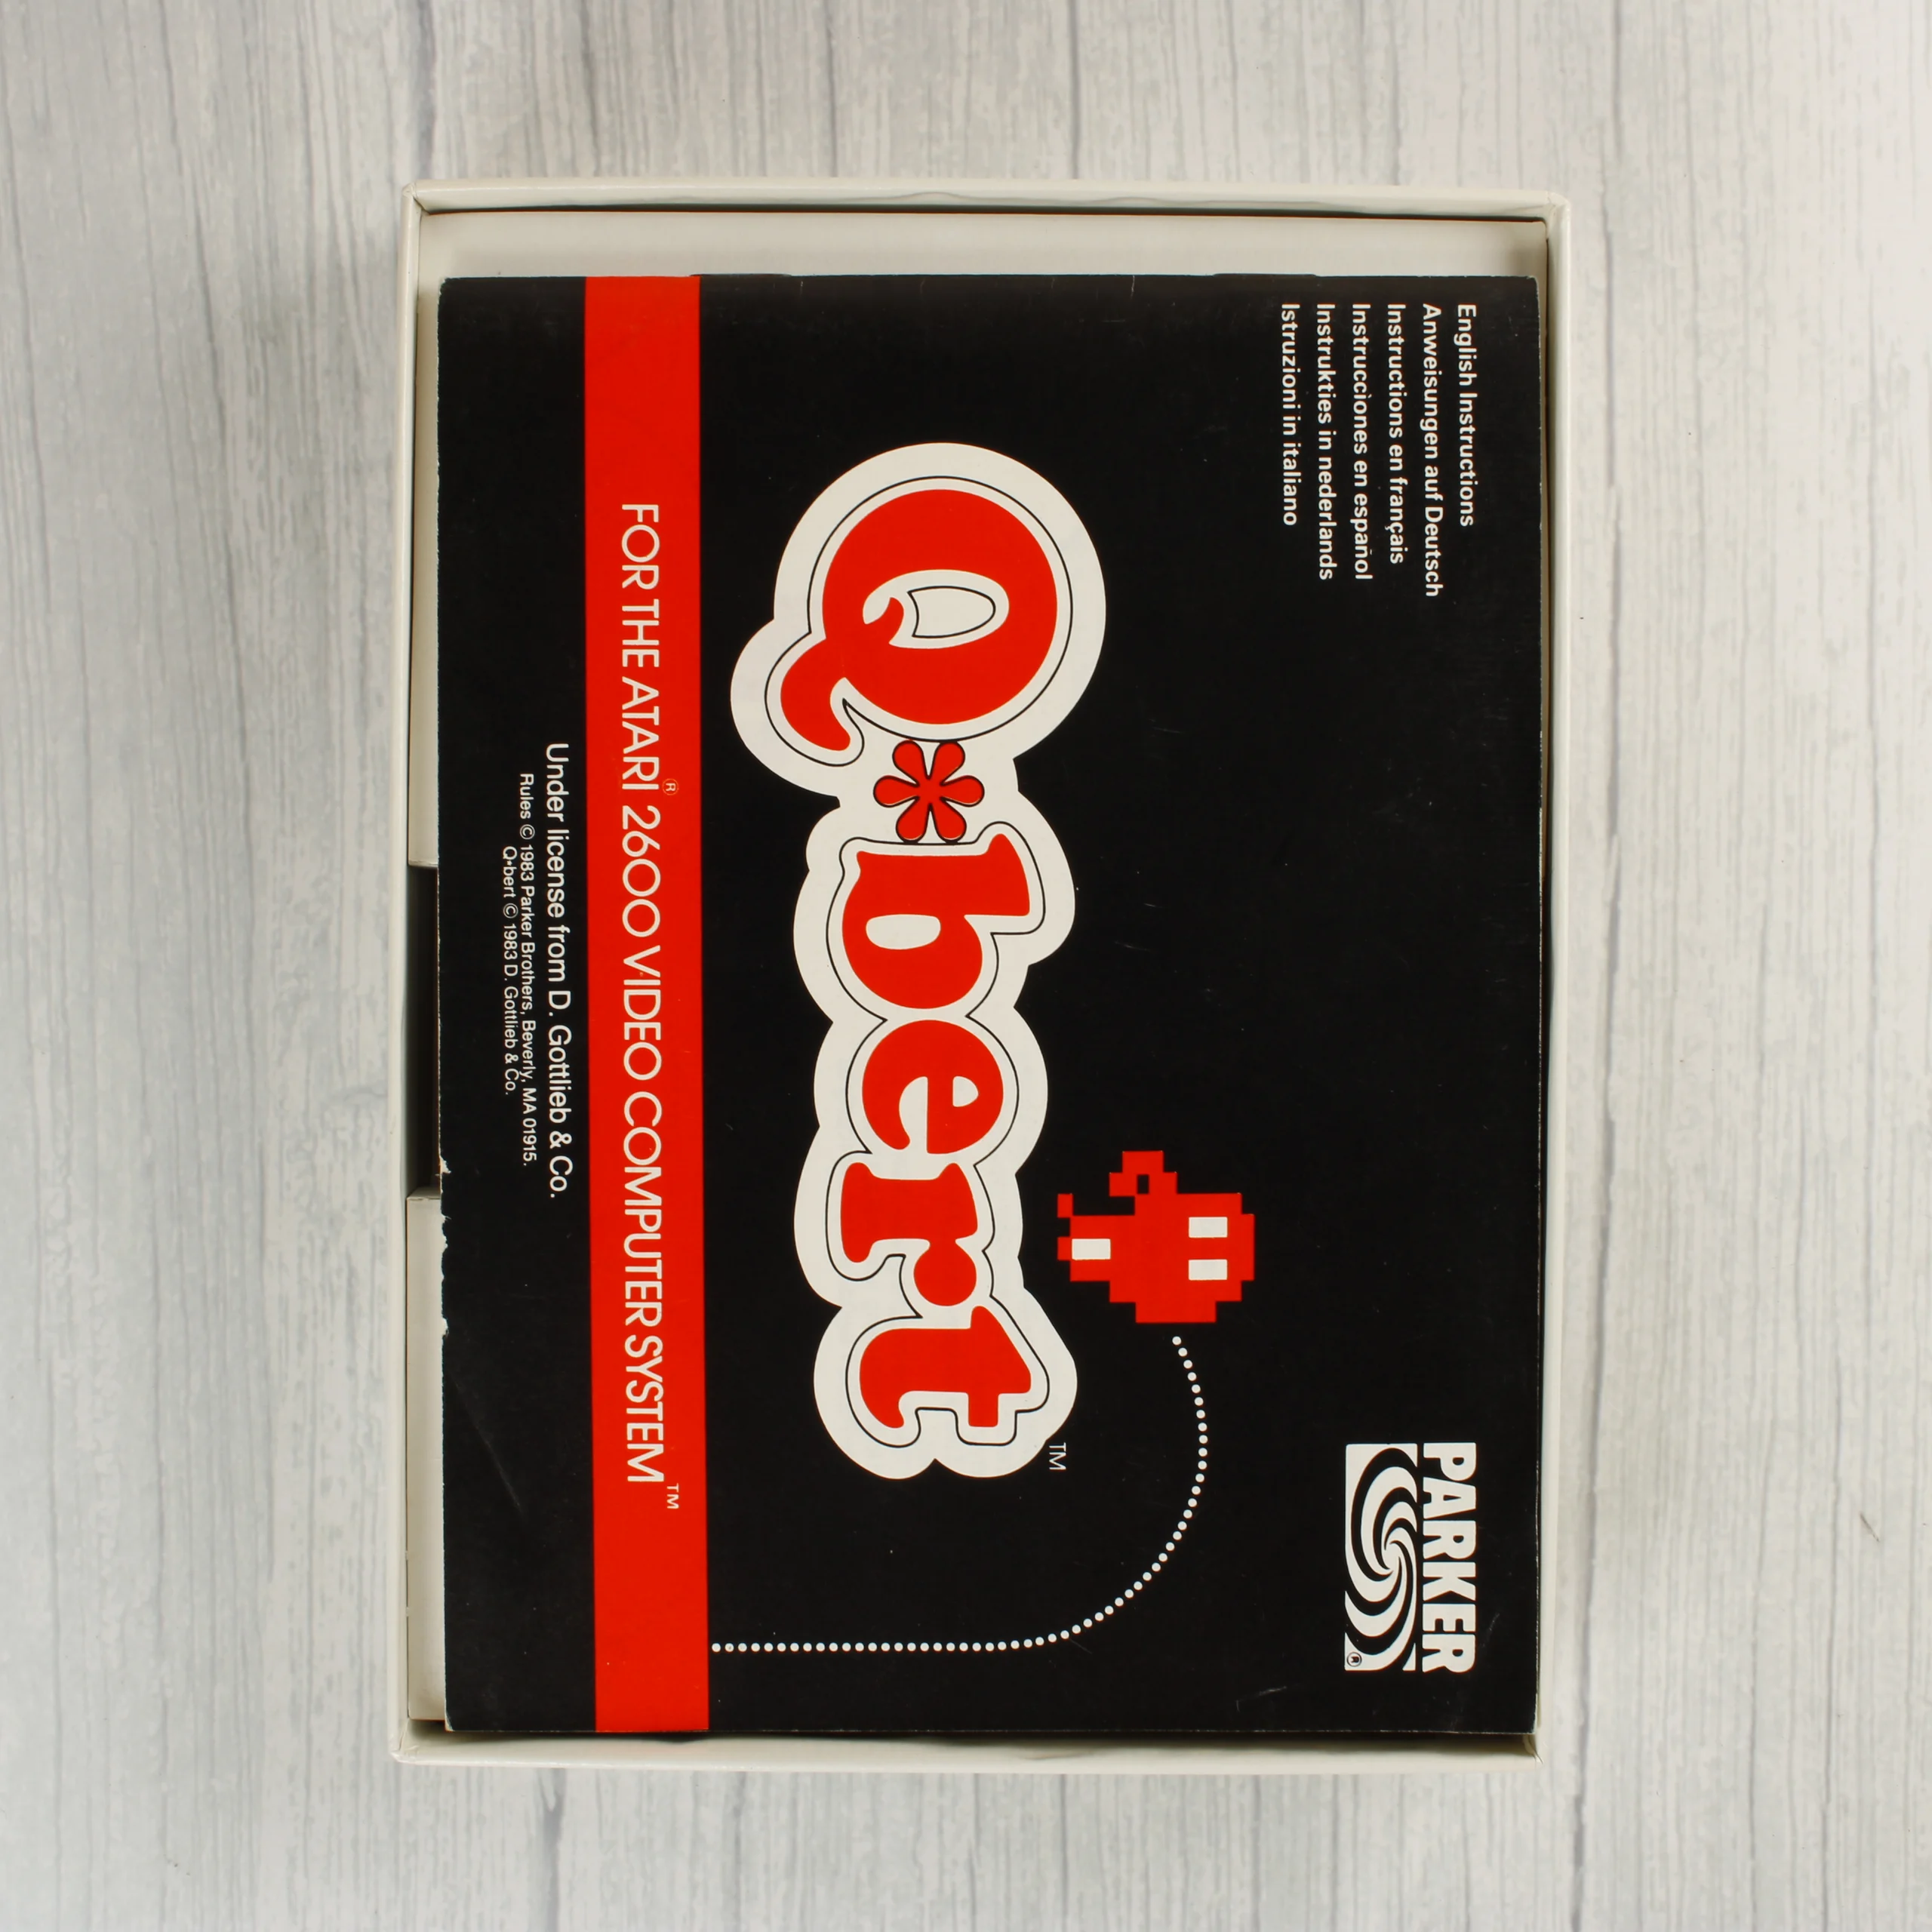 English Instructions
Anweisungen auf Deutsch
Instructions en français
Instrucciones en español
Instrukties in nederlands
Istruzioni in italiano
PARKER
®
Q*bert™
FOR THE ATARI® 2600 VIDEO COMPUTER SYSTEM™
Under license from D. Gottlieb & Co.
Rules © 1983 Parker Brothers, Beverly, MA 01915.
Q•bert © 1983 D. Gottlieb & Co.